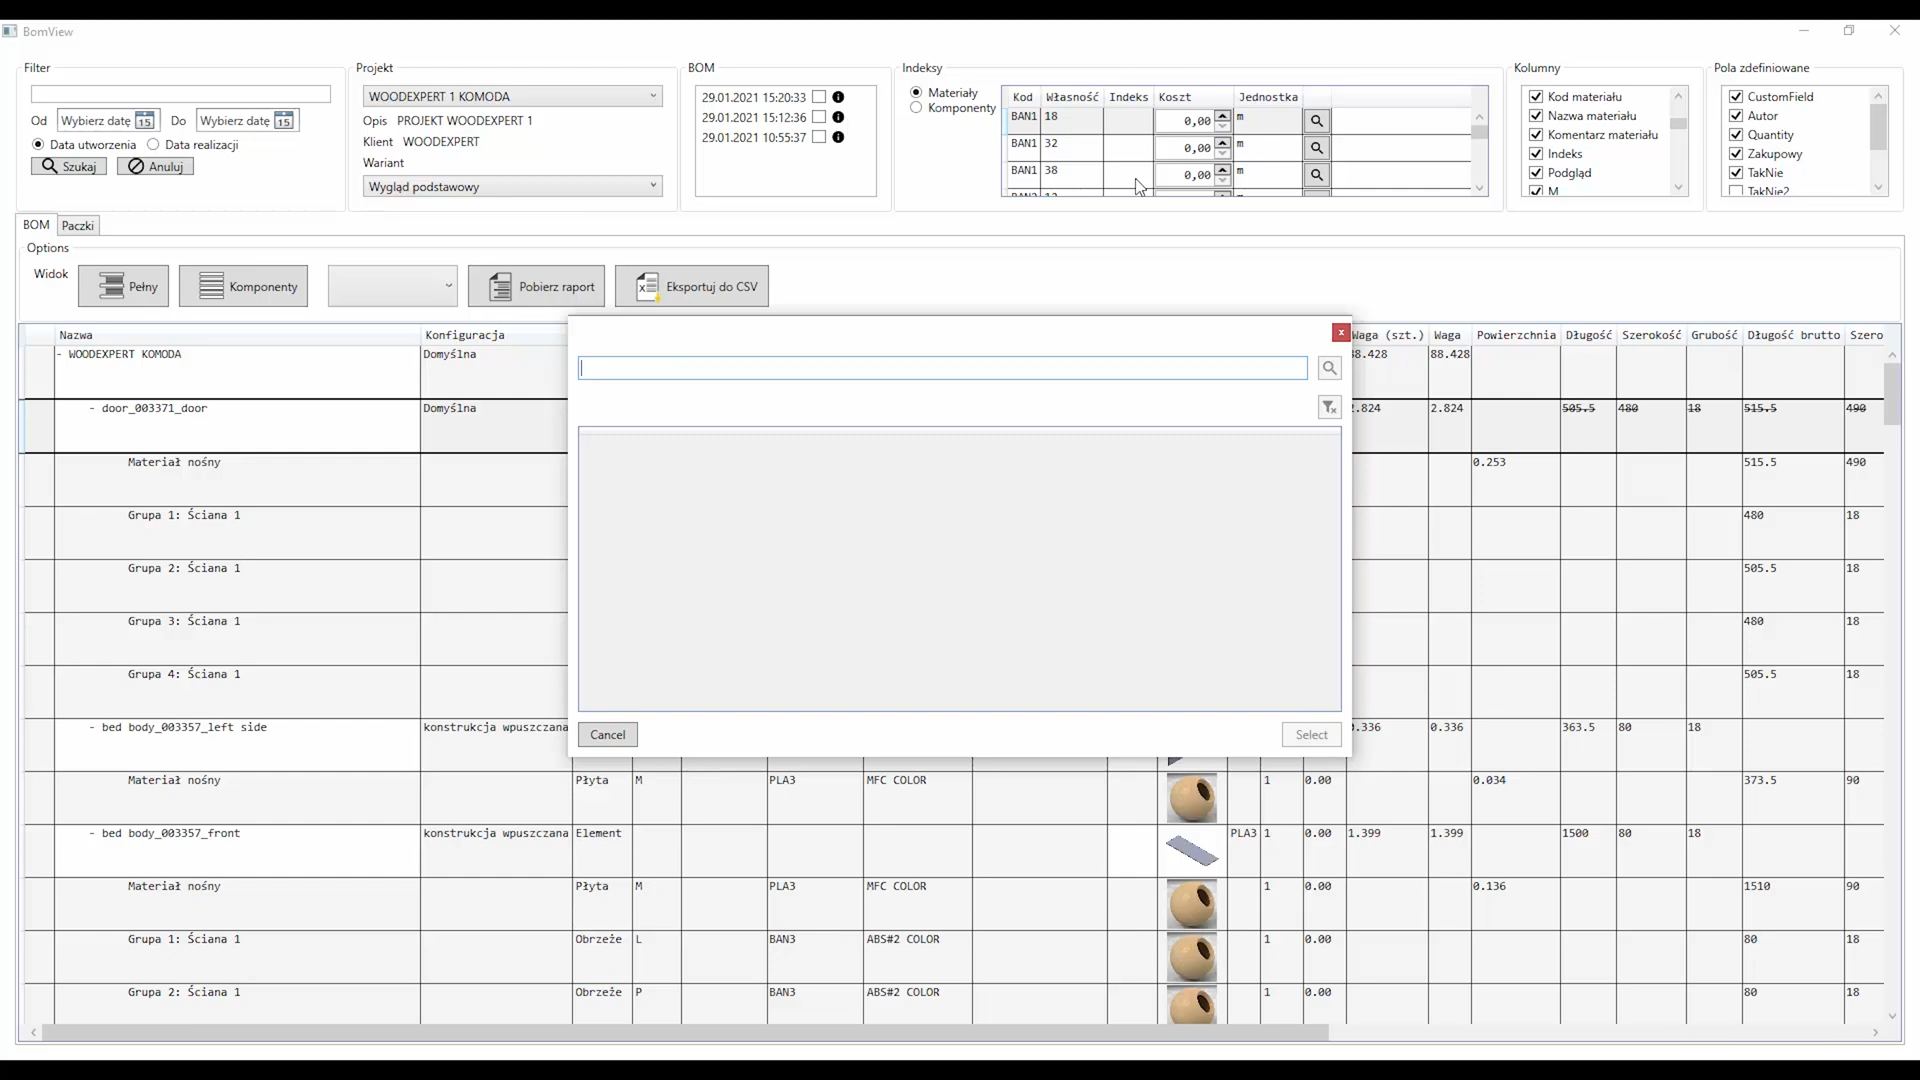 BomView
Filter
Od Wybierz datę 15 Do Wybierz datę 15
Data utworzenia Data realizacji
Szukaj Anuluj
Projekt
WOODEXPERT 1 KOMODA
Opis PROJEKT WOODEXPERT 1
Klient WOODEXPERT
Wariant
Wygląd podstawowy
BOM
29.01.2021 15:20:33
29.01.2021 15:12:36
29.01.2021 10:55:37
Indeksy
Materiały
Komponenty
Kod Własność Indeks Koszt Jednostka
BAN1 18 0,00 m
BAN1 32 0,00 m
BAN1 38 0,00 m
Kolumny
Kod materiału
Nazwa materiału
Komentarz materiału
Indeks
Podgląd
M
Pola zdefiniowane
CustomField
Autor
Quantity
Zakupowy
TakNie
TakNie2
BOM Paczki
Options
Widok Pełny Komponenty Pobierz raport Eksportuj do CSV
Nazwa Konfiguracja Waga (szt.) Waga Powierzchnia Długość Szerokość Grubość Długość brutto Szero
- WOODEXPERT KOMODA Domyślna 88.428 88.428
- door_003371_door Domyślna 2.824 2.824 505.5 480 18 515.5 490
Materiał nośny 0.253 515.5 490
Grupa 1: Ściana 1 480 18
Grupa 2: Ściana 1 505.5 18
Grupa 3: Ściana 1 480 18
Grupa 4: Ściana 1 505.5 18
Cancel Select
- bed body_003357_left side konstrukcja wpuszczana 0.336 0.336 363.5 80 18
Materiał nośny Płyta M PLA3 MFC COLOR 1 0.00 0.034 373.5 90
- bed body_003357_front konstrukcja wpuszczana Element PLA3 1 0.00 1.399 1.399 1500 80 18
Materiał nośny Płyta M PLA3 MFC COLOR 1 0.00 0.136 1510 90
Grupa 1: Ściana 1 Obrzeże L BAN3 ABS#2 COLOR 1 0.00 80 18
Grupa 2: Ściana 1 Obrzeże P BAN3 ABS#2 COLOR 1 0.00 80 18